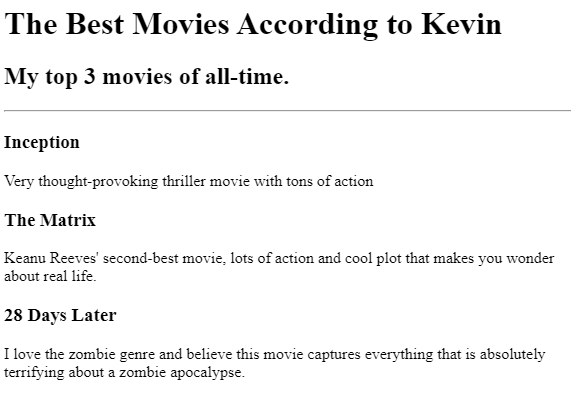 The Best Movies According to Kevin
My top 3 movies of all-time.
Inception
Very thought-provoking thriller movie with tons of action
The Matrix
Keanu Reeves' second-best movie, lots of action and cool plot that makes you wonder
about real life.
28 Days Later
I love the zombie genre and believe this movie captures everything that is absolutely
terrifying about a zombie apocalypse.